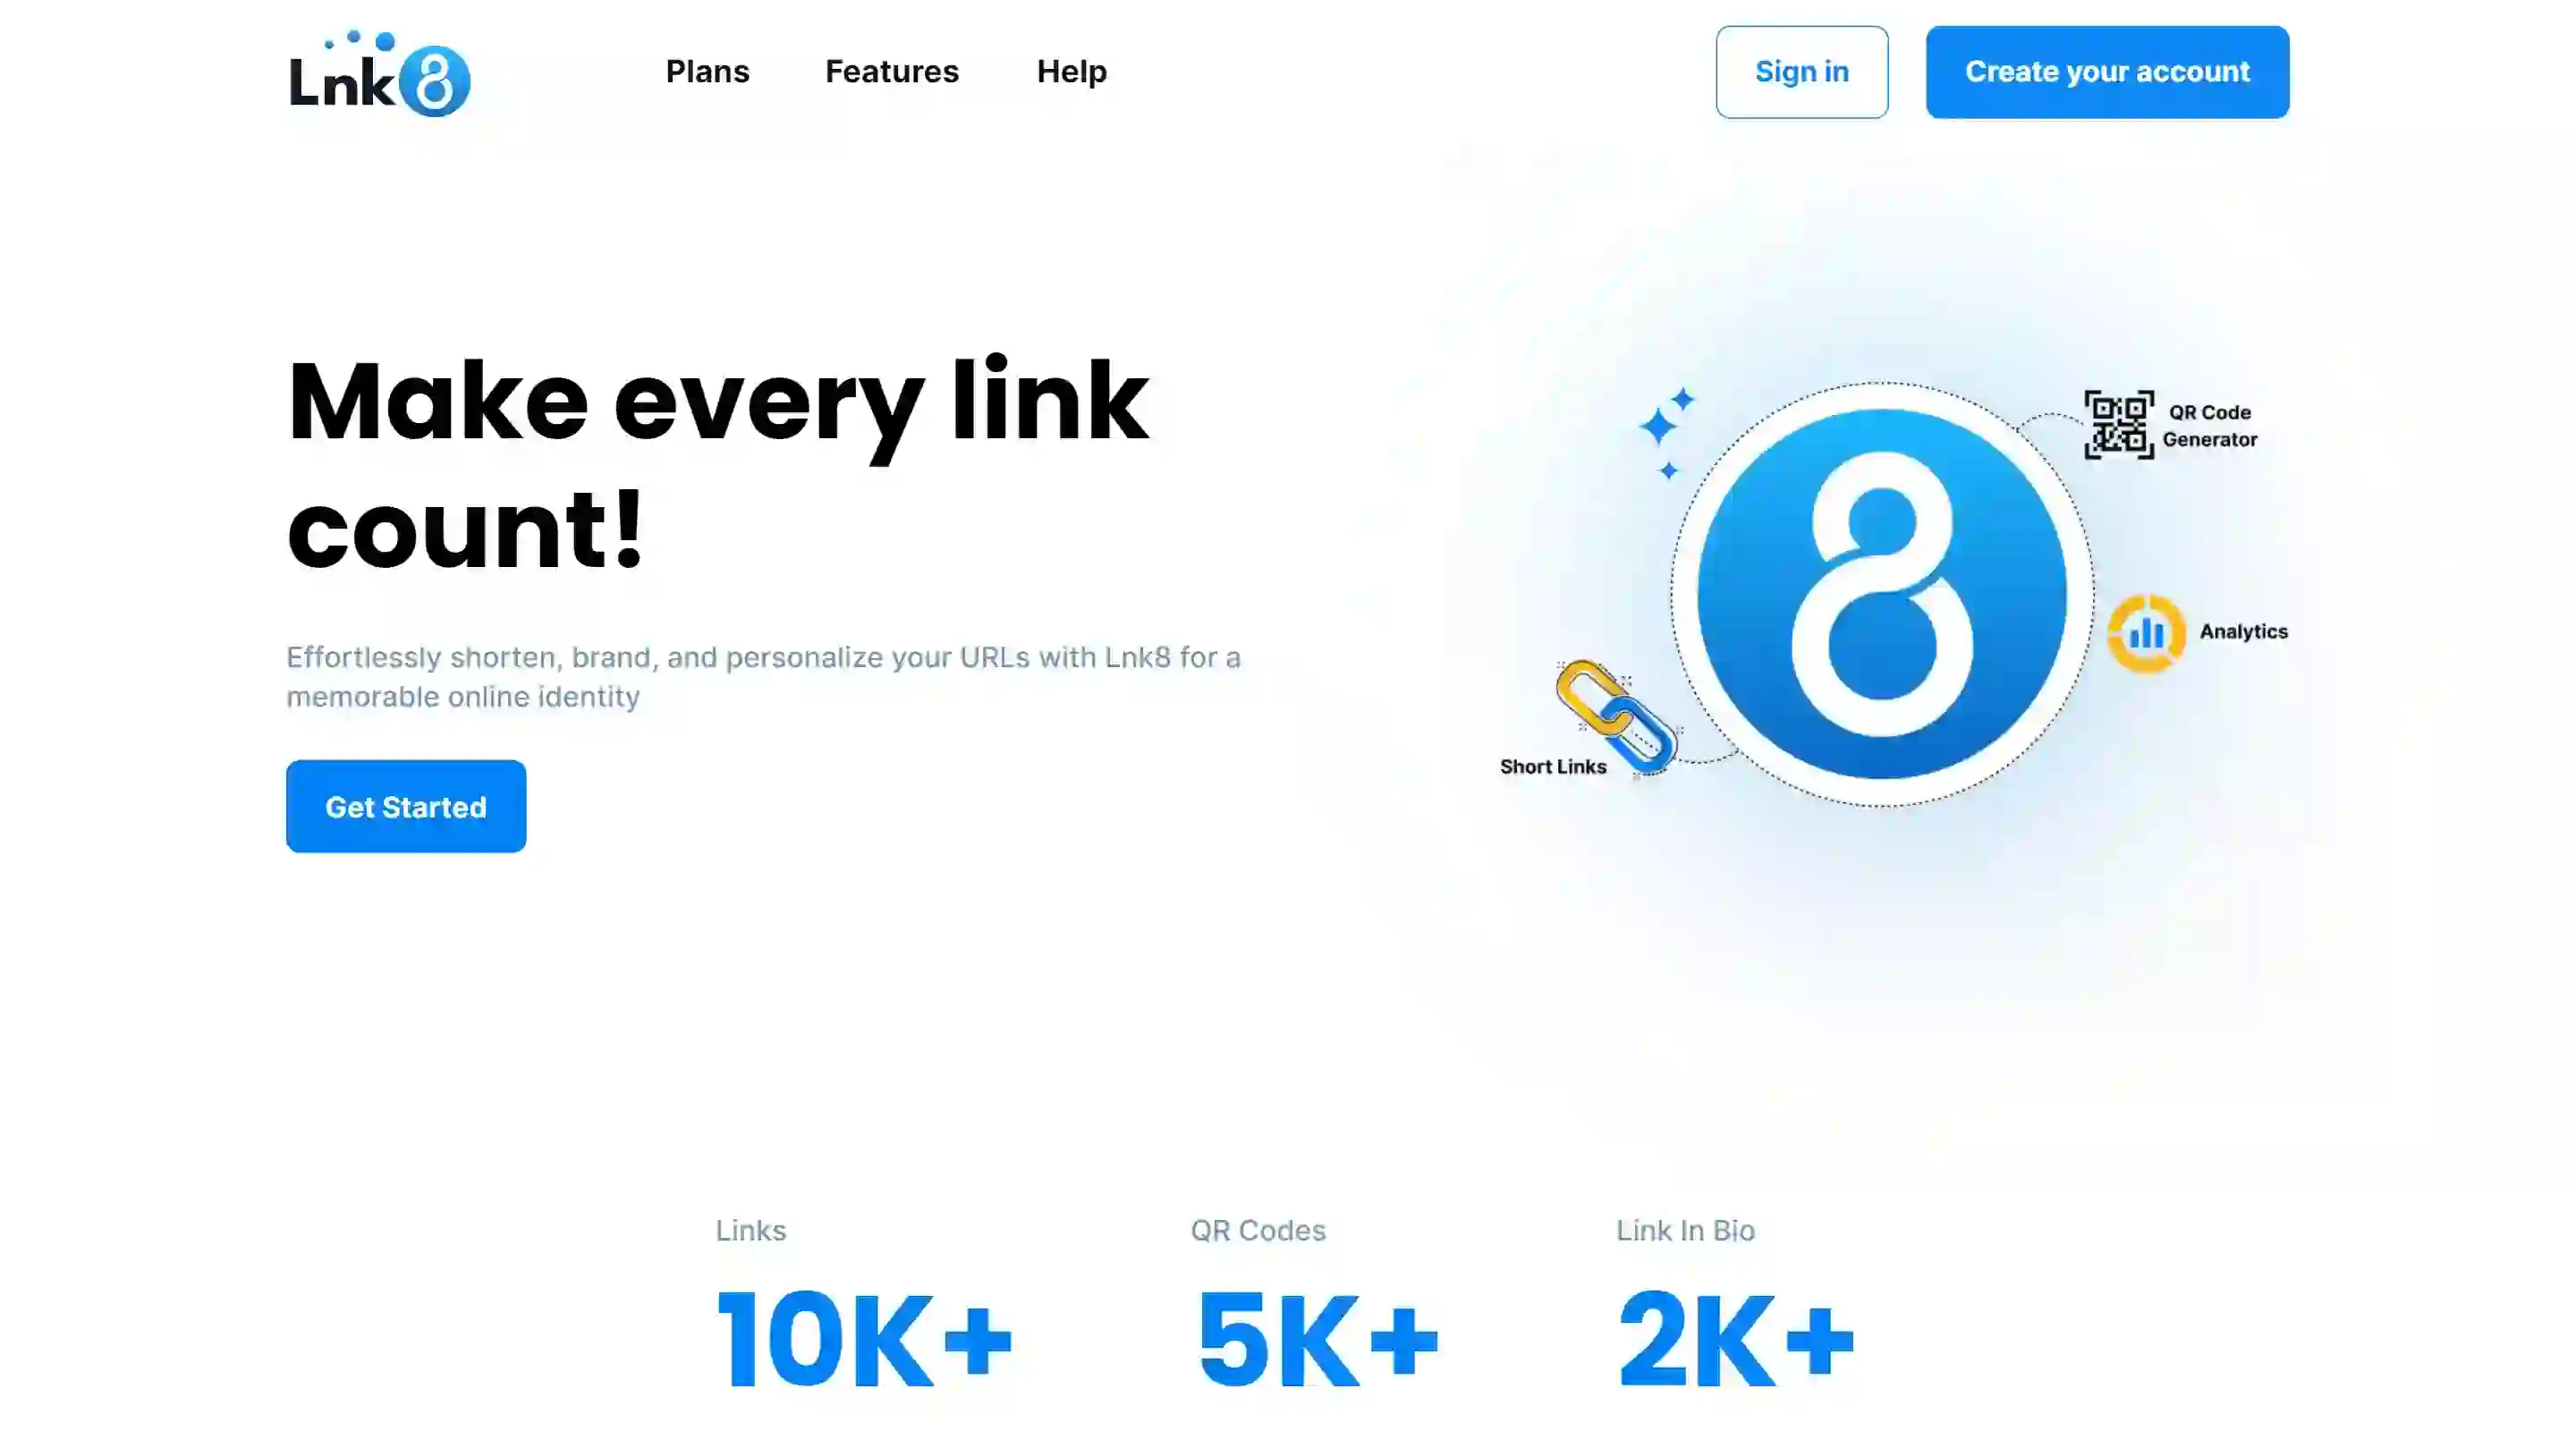 Lnk8
Plans
Features
Help
Sign in
Create your account
Make every link
count!
Effortlessly shorten, brand, and personalize your URLs with Lnk8 for a
memorable online identity
Get Started
8
QR Code
Generator
Analytics
Short Links
Links
QR Codes
Link In Bio
10K+
5K+
2K+